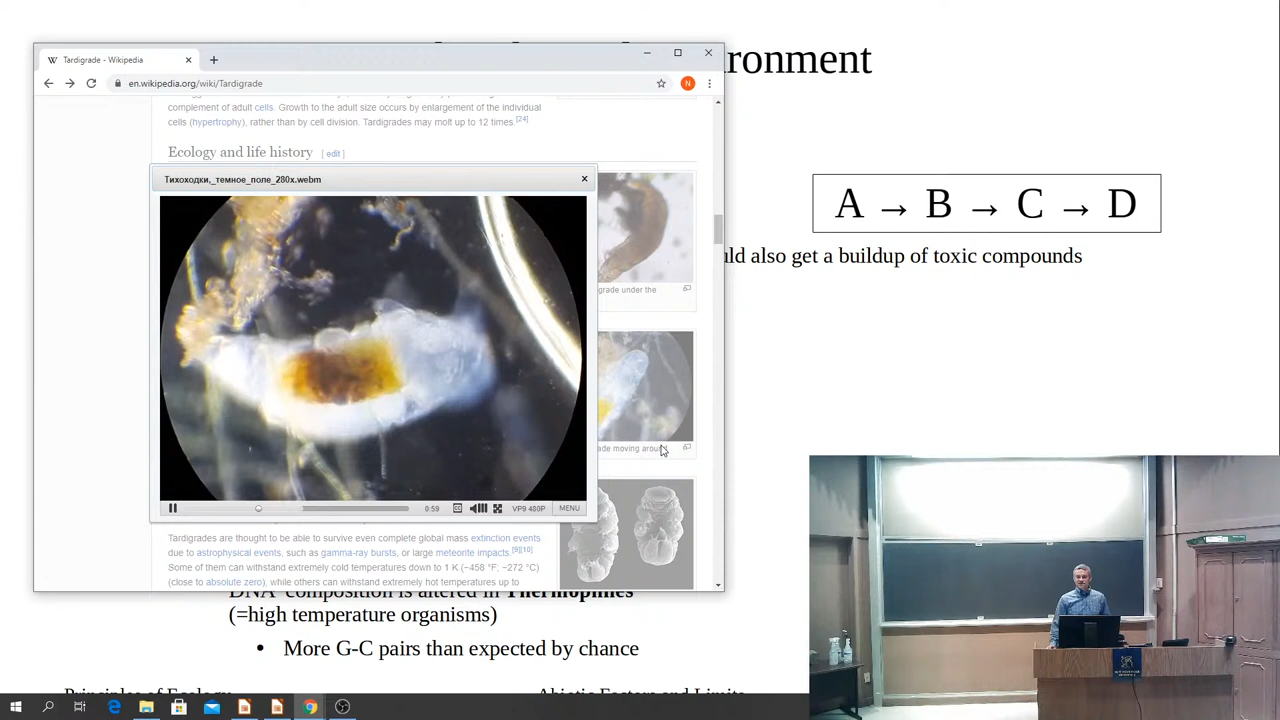 ronment
Tardigrade - Wikipedia
en.wikipedia.org/wiki/Tardigrade
N
complement of adult cells. Growth to the adult size occurs by enlargement of the individual
cells (hypertrophy), rather than by cell division. Tardigrades may molt up to 12 times.[24]
Ecology and life history [ edit ]
Тихоходки,_темное_поле_280x.webm
grade under the
ade moving around
0:59 CC VP9 480P MENU
Tardigrades are thought to be able to survive even complete global mass extinction events
due to astrophysical events, such as gamma-ray bursts, or large meteorite impacts.[9][10]
Some of them can withstand extremely cold temperatures down to 1 K (−458 °F; −272 °C)
(close to absolute zero), while others can withstand extremely hot temperatures up to
A → B → C → D
uld also get a buildup of toxic compounds
DNA composition is altered in Thermophiles
(=high temperature organisms)
• More G-C pairs than expected by chance
Principles of Ecology
Abiotic Factors and Limits